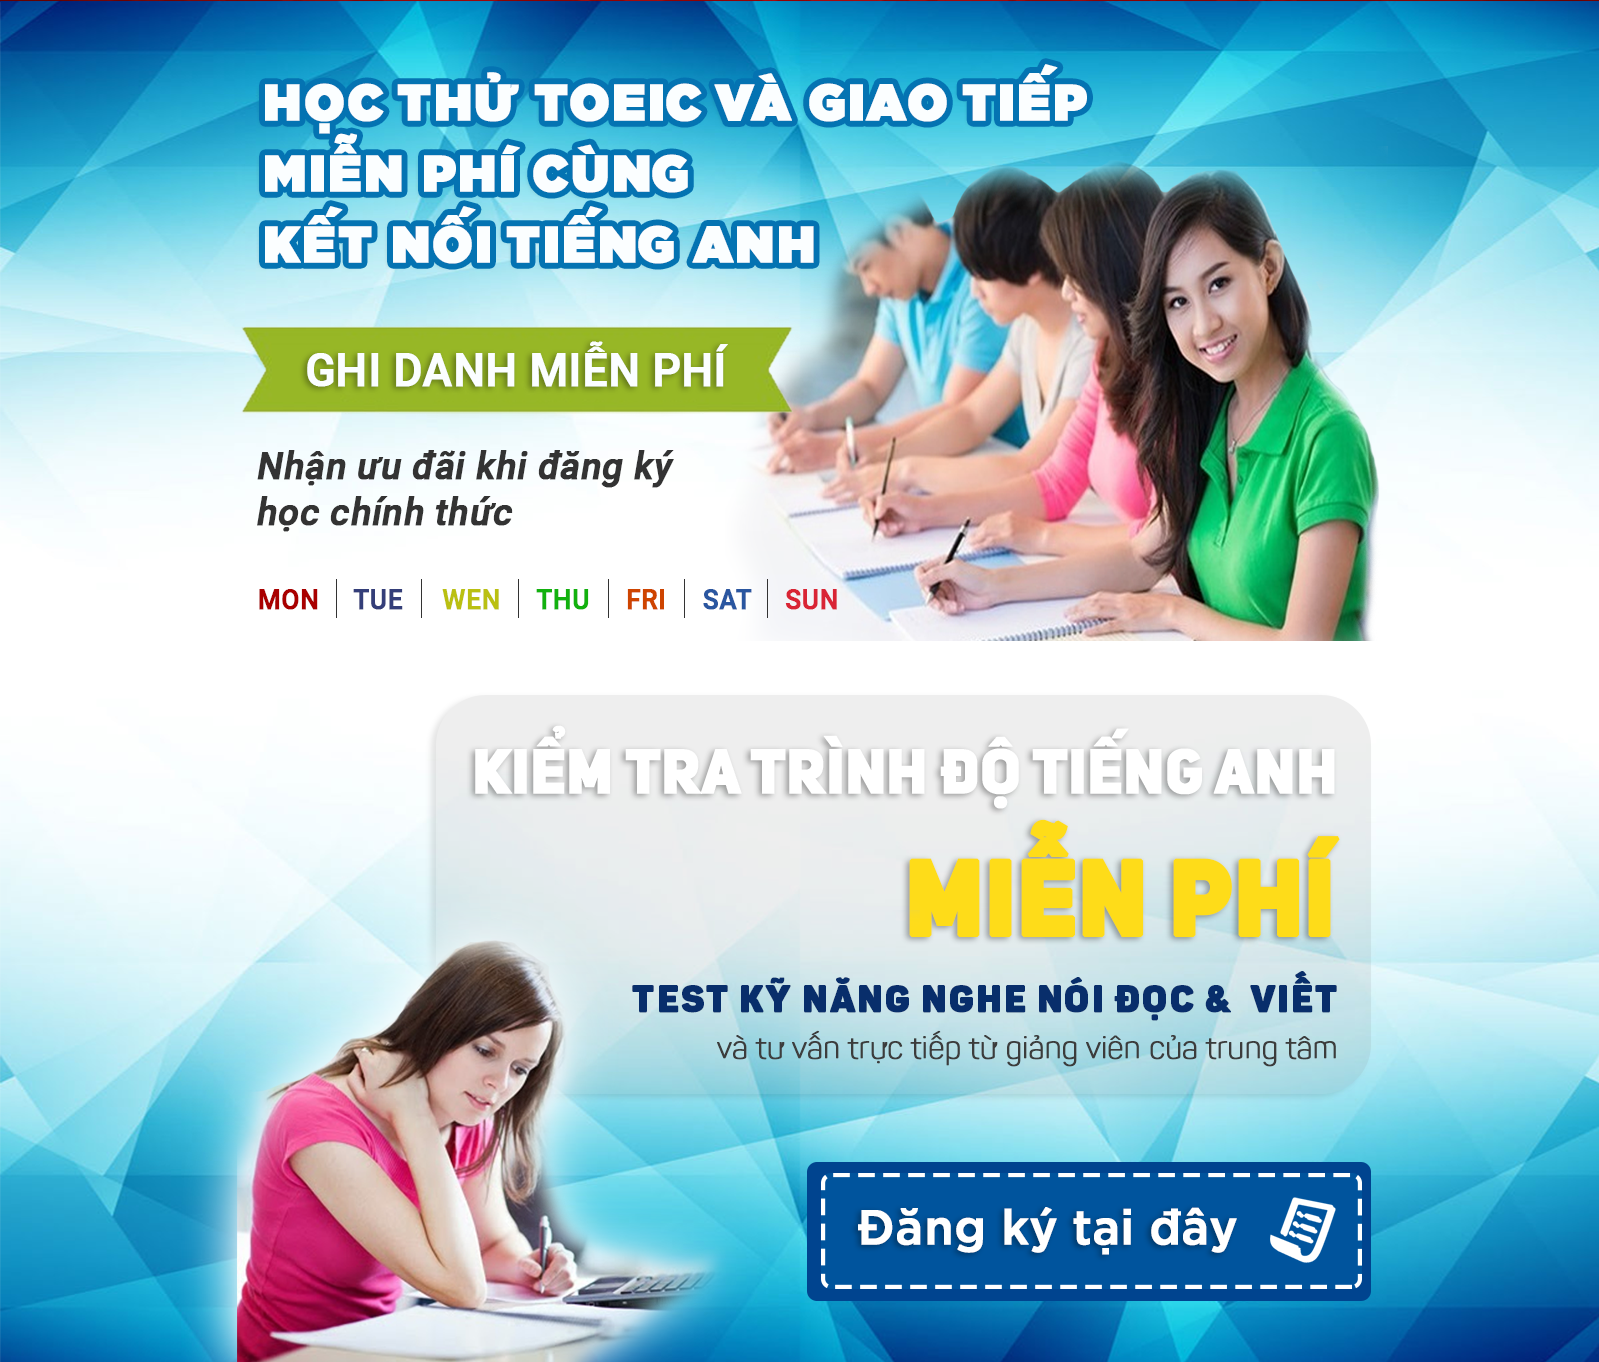 HỌC THỬ TOEIC VÀ GIAO TIẾP
MIỄN PHÍ CÙNG
KẾT NỐI TIẾNG ANH
GHI DANH MIỄN PHÍ
Nhận ưu đãi khi đăng ký
học chính thức
MON TUE WEN THU FRI SAT SUN
KIỂM TRA TRÌNH ĐỘ TIẾNG ANH
MIỄN PHÍ
TEST KỸ NĂNG NGHE NÓI ĐỌC & VIẾT
và tư vấn trực tiếp từ giảng viên của trung tâm
Đăng ký tại đây